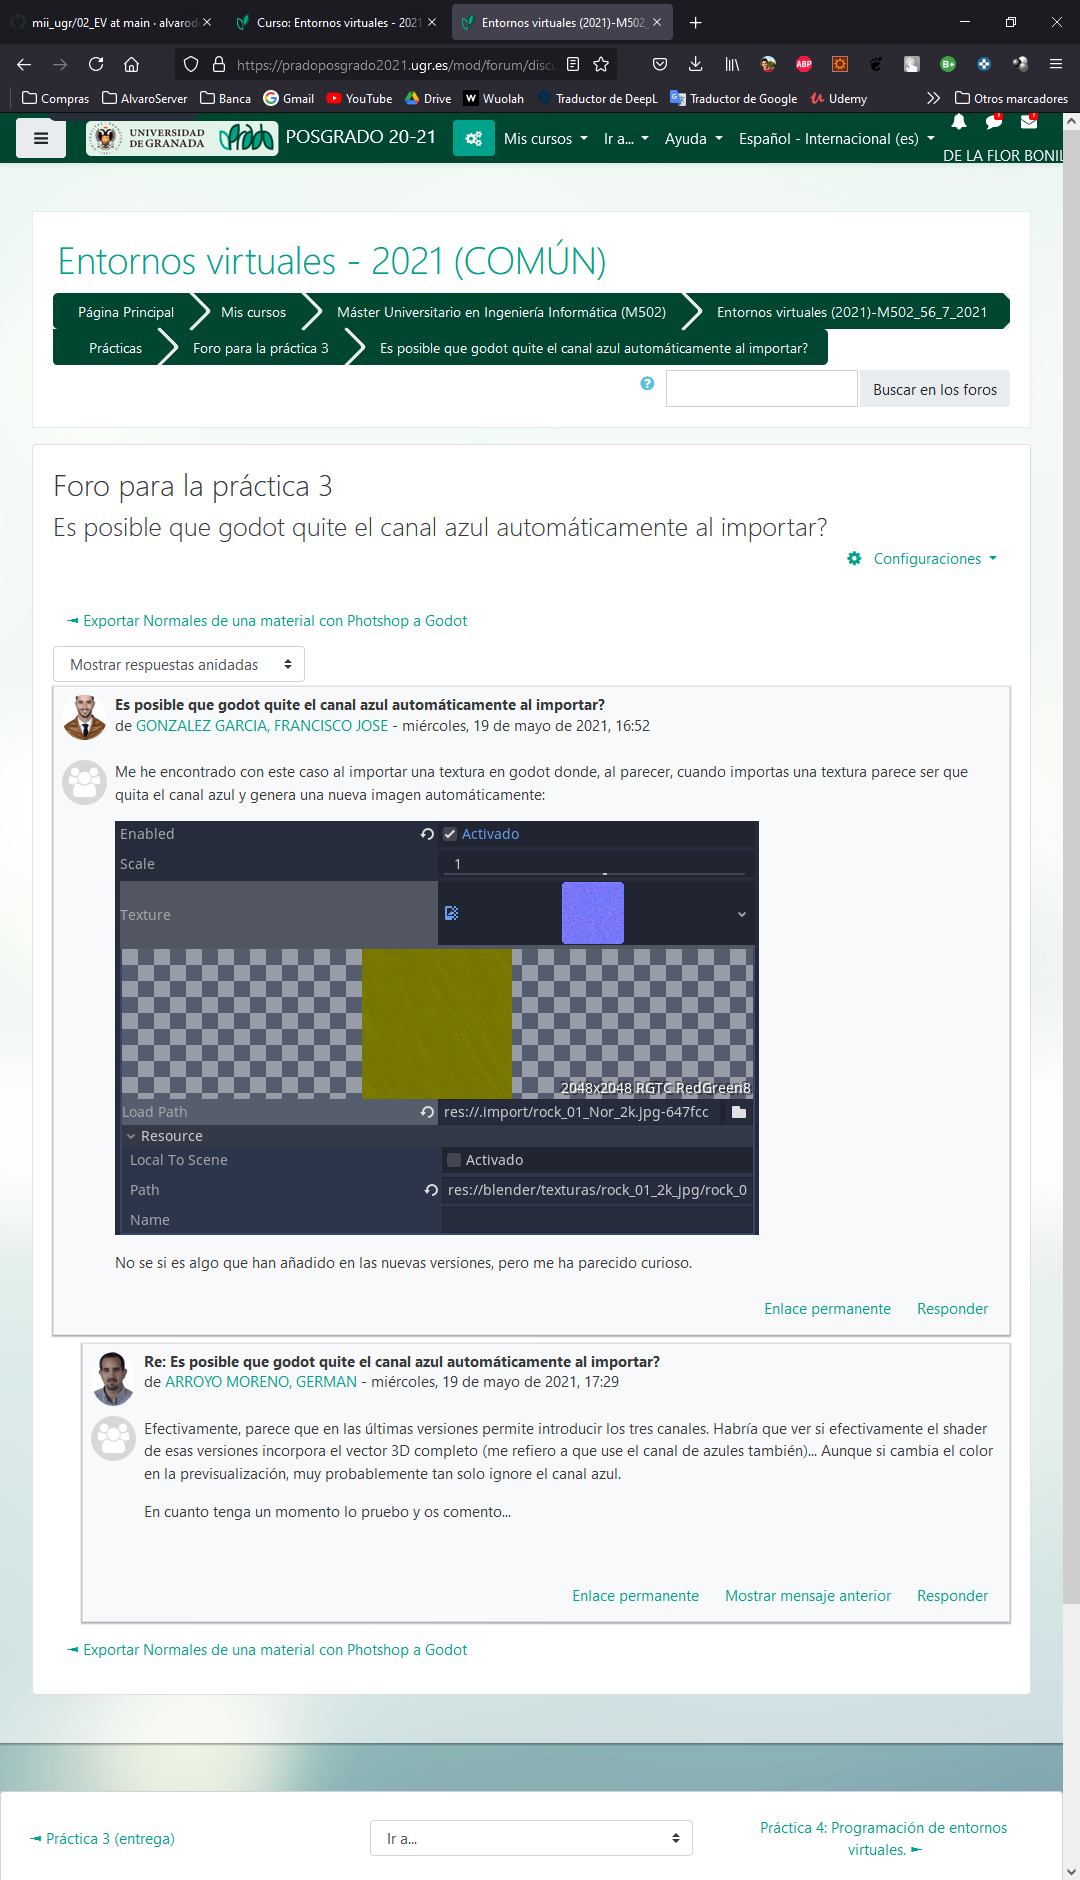 mii_ugr/02_EV at main · alvarod
Curso: Entornos virtuales - 2021
Entornos virtuales (2021)-M502_
https://pradoposgrado2021.ugr.es/mod/forum/discu
Compras
AlvaroServer
Banca
Gmail
YouTube
Drive
Wuolah
Traductor de DeepL
Traductor de Google
Udemy
Otros marcadores
UNIVERSIDAD
DE GRANADA
POSGRADO 20-21
Mis cursos
Ir a...
Ayuda
Español - Internacional (es)
DE LA FLOR BONIL
Entornos virtuales - 2021 (COMÚN)
Página Principal
Mis cursos
Máster Universitario en Ingeniería Informática (M502)
Entornos virtuales (2021)-M502_56_7_2021
Prácticas
Foro para la práctica 3
Es posible que godot quite el canal azul automáticamente al importar?
Buscar en los foros
Foro para la práctica 3
Es posible que godot quite el canal azul automáticamente al importar?
Configuraciones
◄ Exportar Normales de una material con Photshop a Godot
Mostrar respuestas anidadas
Es posible que godot quite el canal azul automáticamente al importar?
de GONZALEZ GARCIA, FRANCISCO JOSE - miércoles, 19 de mayo de 2021, 16:52
Me he encontrado con este caso al importar una textura en godot donde, al parecer, cuando importas una textura parece ser que
quita el canal azul y genera una nueva imagen automáticamente:
Enabled
Activado
Scale
1
Texture
2048x2048 RGTC RedGreen8
Load Path
res://.import/rock_01_Nor_2k.jpg-647fcc
Resource
Local To Scene
Activado
Path
res://blender/texturas/rock_01_2k_jpg/rock_0
Name
No se si es algo que han añadido en las nuevas versiones, pero me ha parecido curioso.
Enlace permanente
Responder
Re: Es posible que godot quite el canal azul automáticamente al importar?
de ARROYO MORENO, GERMAN - miércoles, 19 de mayo de 2021, 17:29
Efectivamente, parece que en las últimas versiones permite introducir los tres canales. Habría que ver si efectivamente el shader
de esas versiones incorpora el vector 3D completo (me refiero a que use el canal de azules también)... Aunque si cambia el color
en la previsualización, muy probablemente tan solo ignore el canal azul.
En cuanto tenga un momento lo pruebo y os comento...
Enlace permanente
Mostrar mensaje anterior
Responder
◄ Exportar Normales de una material con Photshop a Godot
◄ Práctica 3 (entrega)
Ir a...
Práctica 4: Programación de entornos
virtuales. ►